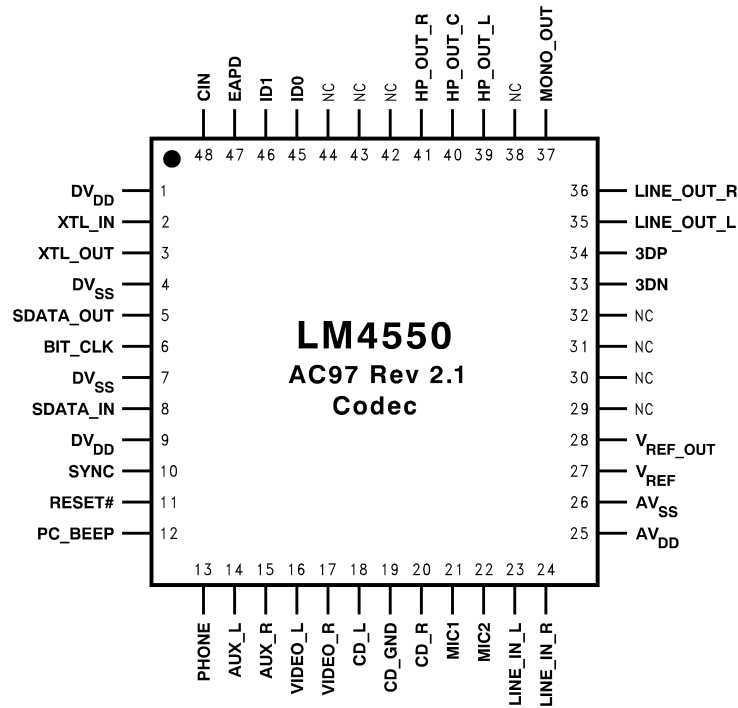 CIN
EAPD
ID1
ID0
NC
NC
NC
HP_OUT_R
HP_OUT_C
HP_OUT_L
NC
MONO_OUT
48 47 46 45 44 43 42 41 40 39 38 37
DVDD 1
XTL_IN 2
XTL_OUT 3
DVSS 4
SDATA_OUT 5
BIT_CLK 6
DVSS 7
SDATA_IN 8
DVDD 9
SYNC 10
RESET# 11
PC_BEEP 12
LM4550
AC97 Rev 2.1
Codec
36 LINE_OUT_R
35 LINE_OUT_L
34 3DP
33 3DN
32 NC
31 NC
30 NC
29 NC
28 VREF_OUT
27 VREF
26 AVSS
25 AVDD
13 14 15 16 17 18 19 20 21 22 23 24
PHONE
AUX_L
AUX_R
VIDEO_L
VIDEO_R
CD_L
CD_GND
CD_R
MIC1
MIC2
LINE_IN_L
LINE_IN_R